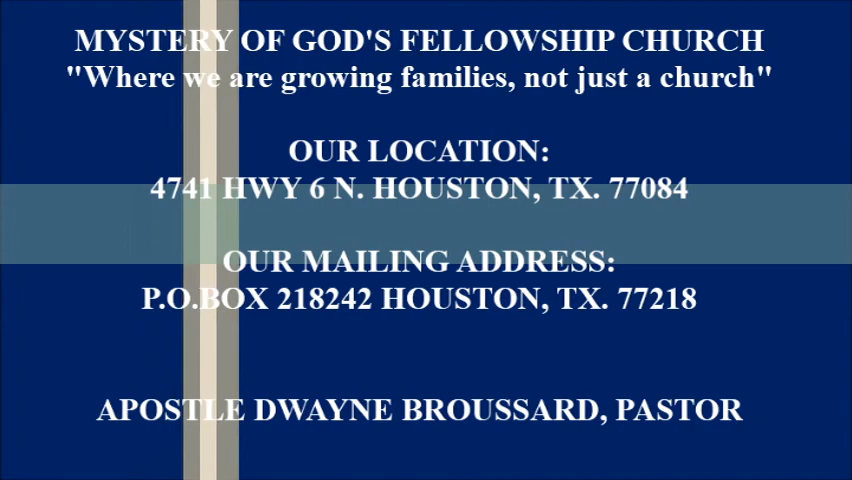 MYSTERY OF GOD'S FELLOWSHIP CHURCH
"Where we are growing families, not just a church"
OUR LOCATION:
4741 HWY 6 N. HOUSTON, TX. 77084
OUR MAILING ADDRESS:
P.O.BOX 218242 HOUSTON, TX. 77218
APOSTLE DWAYNE BROUSSARD, PASTOR